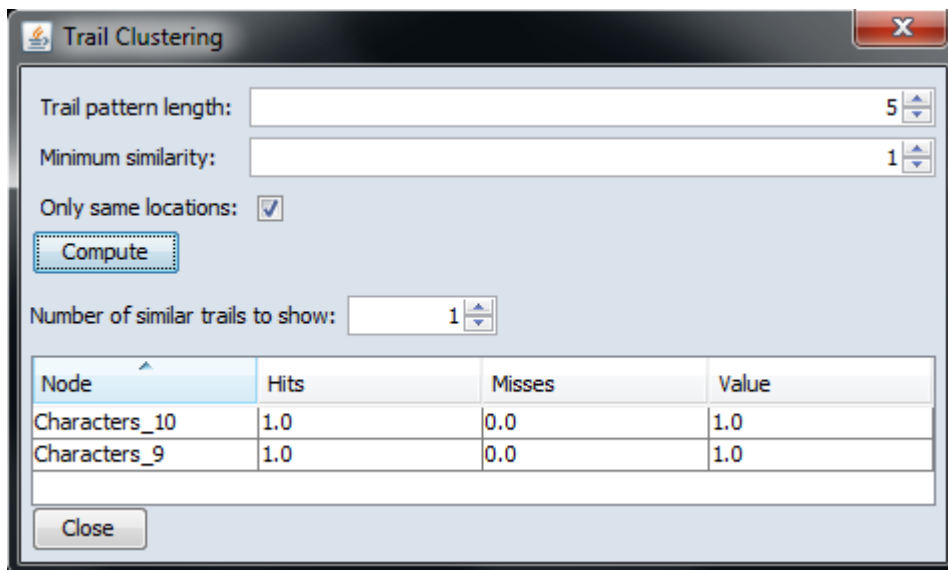 Trail Clustering
Trail pattern length: 5
Minimum similarity: 1
Only same locations:
Compute
Number of similar trails to show: 1
Node Hits Misses Value
Characters_10 1.0 0.0 1.0
Characters_9 1.0 0.0 1.0
Close